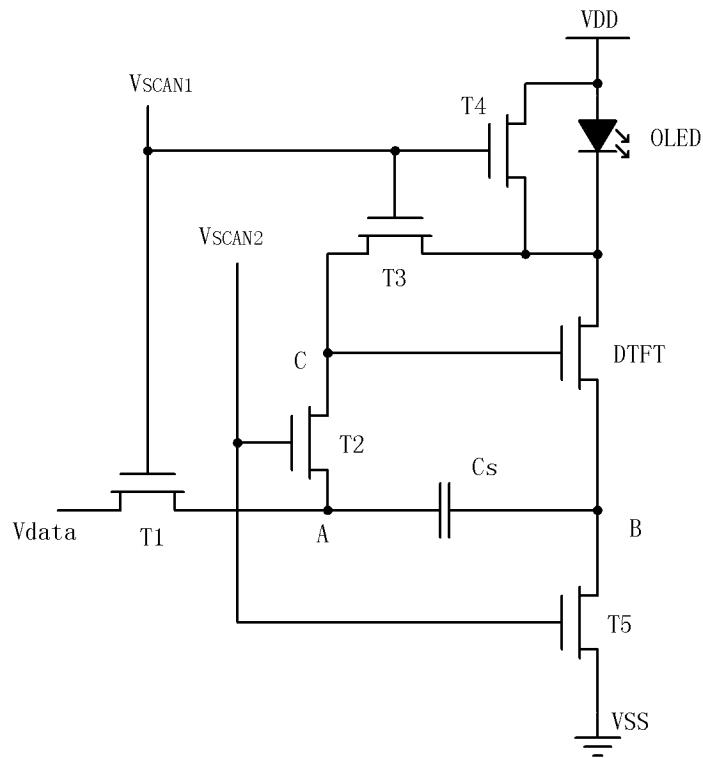 VDD
VSCAN1
T4
OLED
VSCAN2
T3
C
DTFT
T2
Cs
Vdata
T1
A
B
T5
VSS